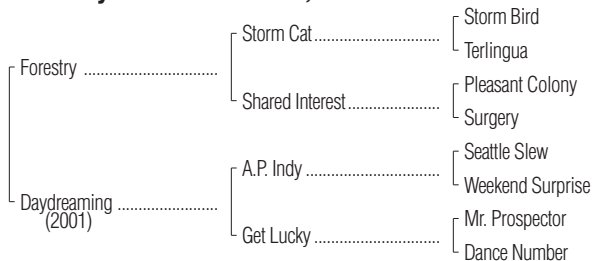 Storm Bird
Storm Cat
Terlingua
Forestry
Pleasant Colony
Shared Interest
Surgery
Seattle Slew
A.P. Indy
Weekend Surprise
Daydreaming
(2001)
Mr. Prospector
Get Lucky
Dance Number